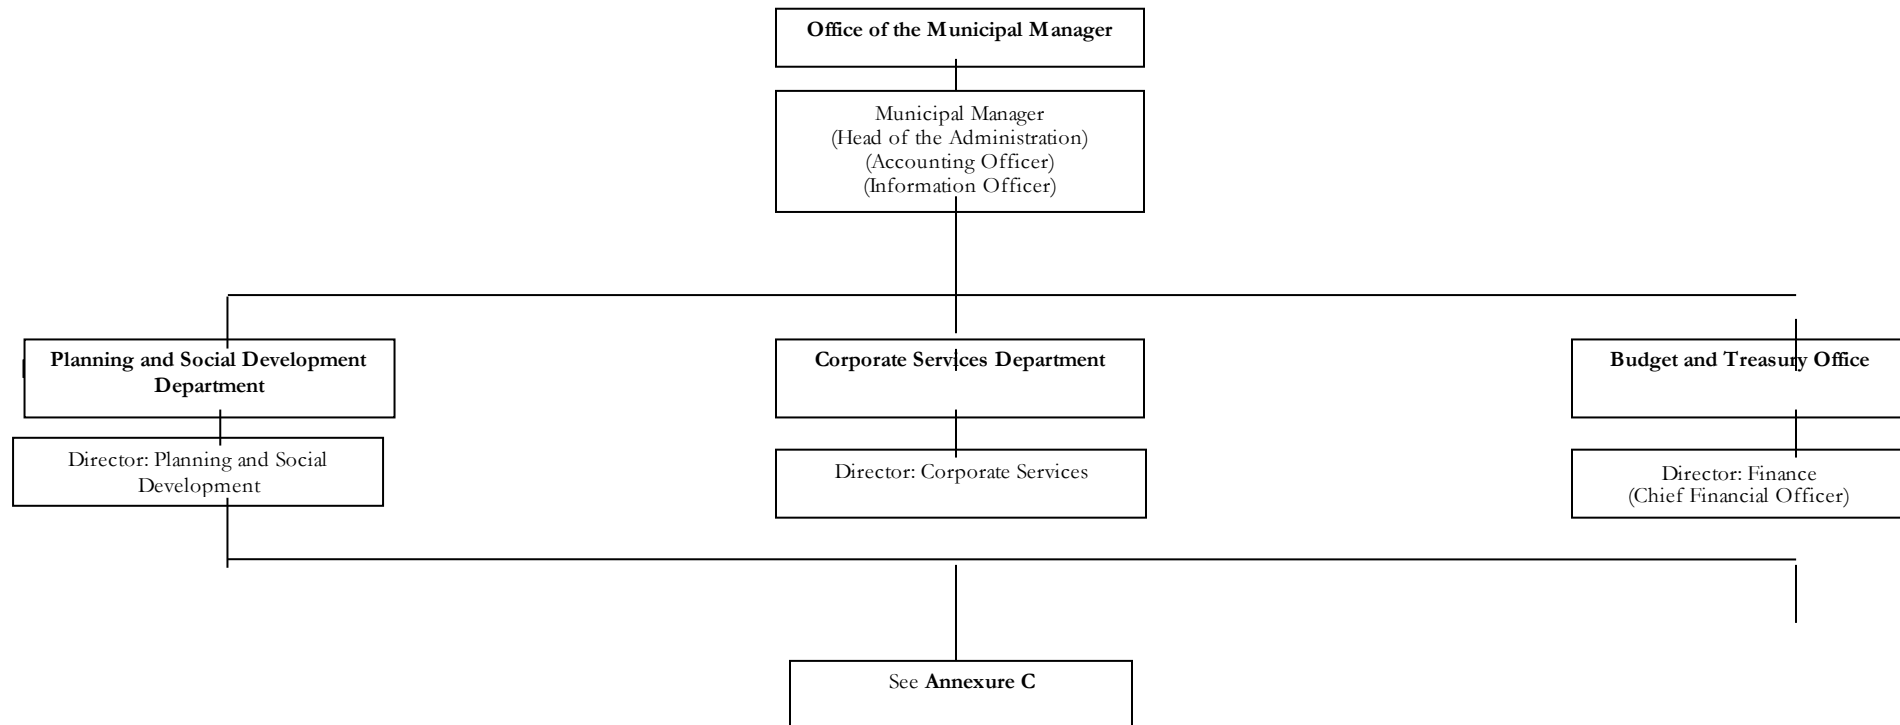 Office of the Municipal Manager
Municipal Manager
(Head of the Administration)
(Accounting Officer)
(Information Officer)
Planning and Social Development
Department
Corporate Services Department
Budget and Treasury Office
Director: Planning and Social
Development
Director: Corporate Services
Director: Finance
(Chief Financial Officer)
See Annexure C